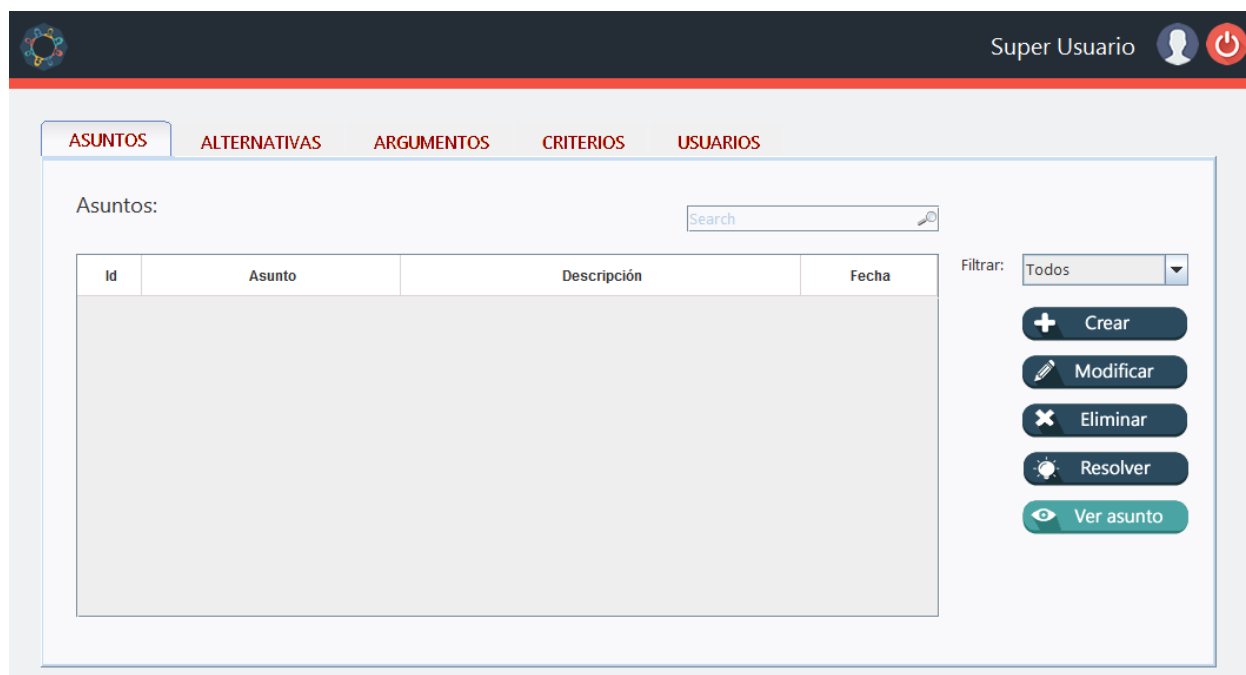 Super Usuario
ASUNTOS ALTERNATIVAS ARGUMENTOS CRITERIOS USUARIOS
Asuntos:
Search
Id Asunto Descripción Fecha
Filtrar: Todos
Crear
Modificar
Eliminar
Resolver
Ver asunto